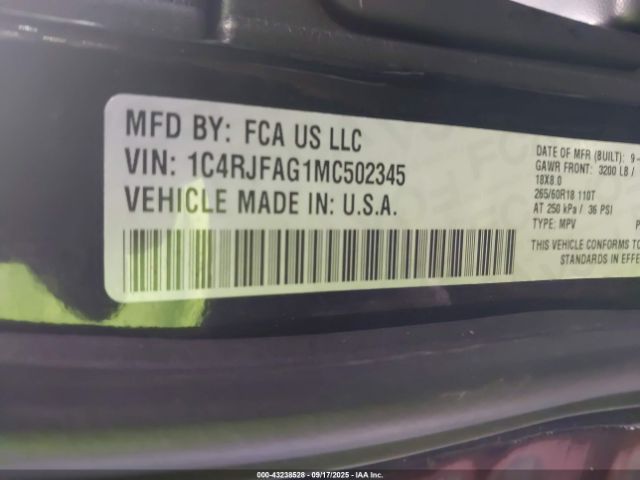 MFD BY: FCA US LLC
VIN: 1C4RJFAG1MC502345
VEHICLE MADE IN: U.S.A.
DATE OF MFR (BUILT): 9-
GAWR FRONT: 3200 LB /
18X8.0
265/60R18 110T
AT 250 kPa / 36 PSI
TYPE: MPV P
THIS VEHICLE CONFORMS TO
STANDARDS IN EFFE
000-43238528 - 09/17/2025 - Copyright © IAA, Inc.